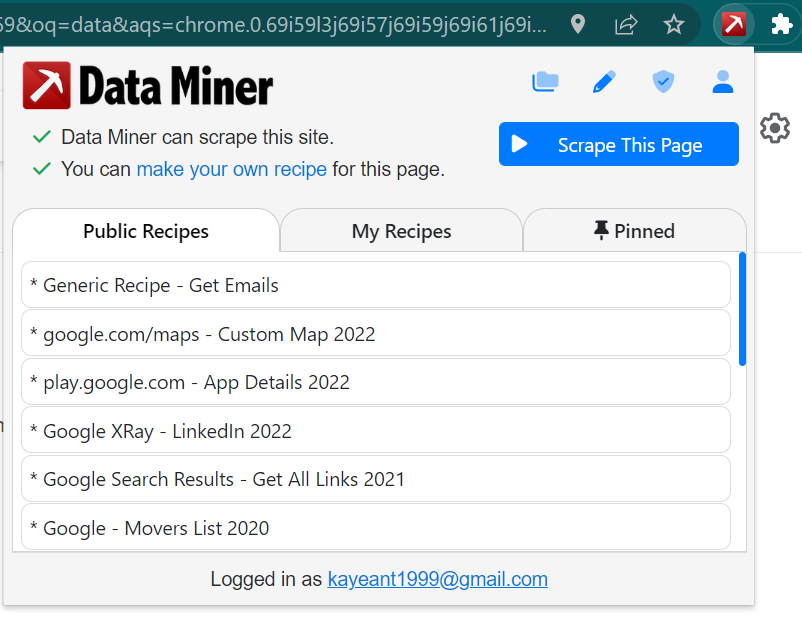 59&oq=data&aqs=chrome.0.69i59l3j69i57j69i59j69i61j69i...
Data Miner
Data Miner can scrape this site.
You can make your own recipe for this page.
Scrape This Page
Public Recipes
My Recipes
Pinned
* Generic Recipe - Get Emails
* google.com/maps - Custom Map 2022
* play.google.com - App Details 2022
* Google XRay - LinkedIn 2022
* Google Search Results - Get All Links 2021
* Google - Movers List 2020
Logged in as kayeant1999@gmail.com